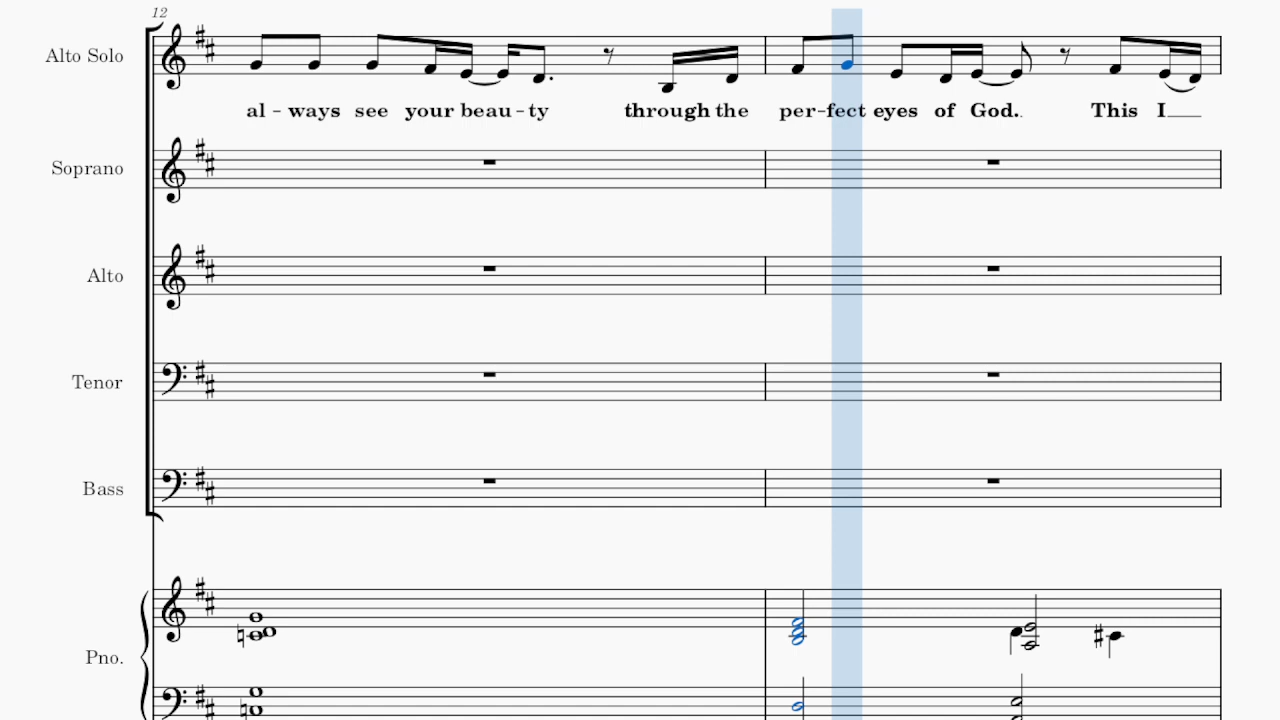 12
Alto Solo
al - ways see your beau - ty through the per - fect eyes of God. This I
Soprano
Alto
Tenor
Bass
Pno.